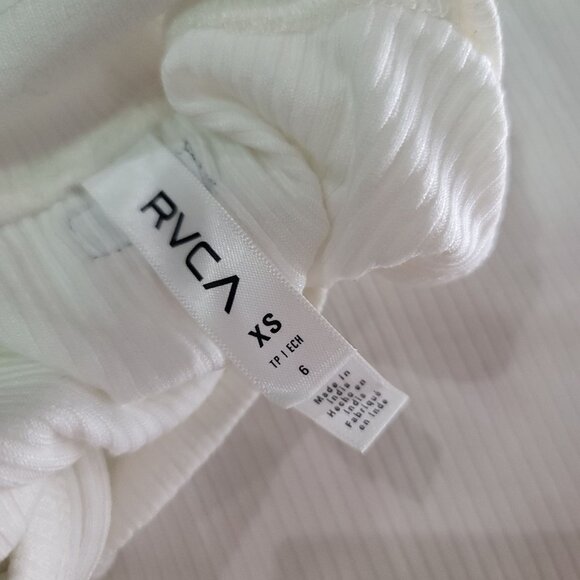 RVCA
XS
TP | ECH
6
Made in
India
Hecho en
India
Fabriqué
en Inde